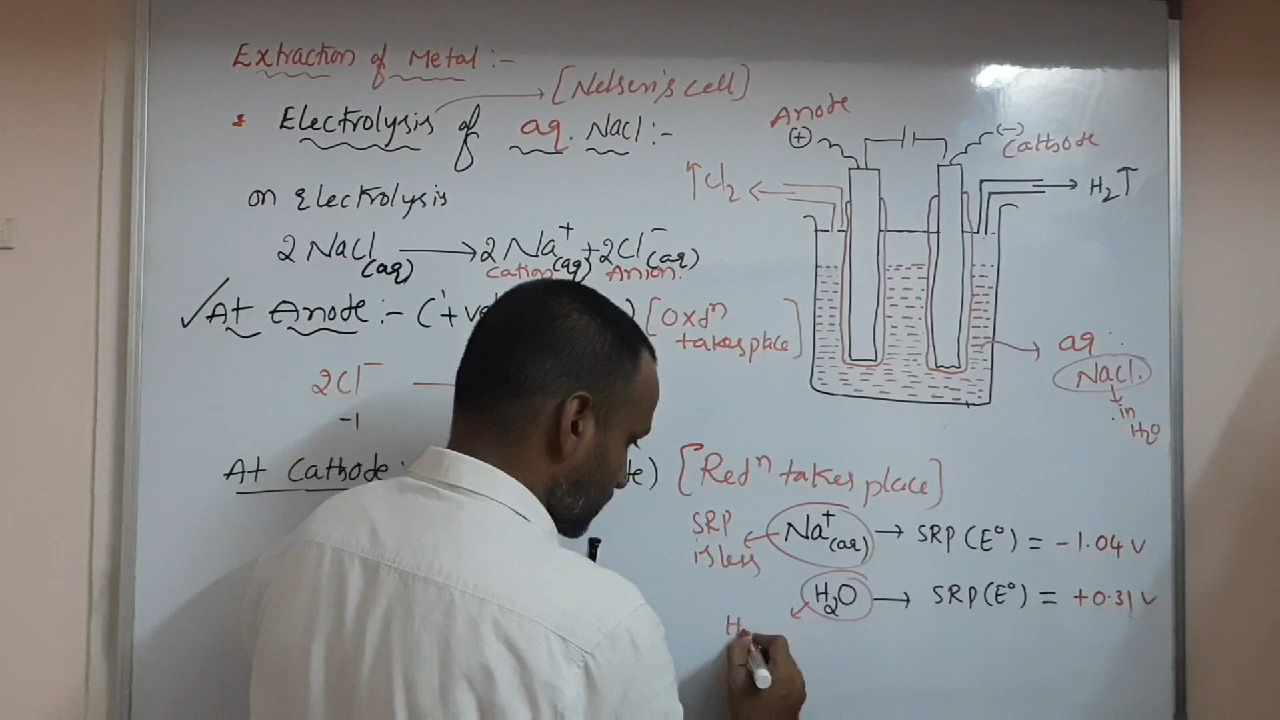 Extraction of Metal :-
* Electrolysis of aq. NaCl :-
[Nelsen's cell]
on Electrolysis
2 NaCl(aq) ⟶ 2 Na⁺(aq) + 2Cl⁻(aq)
Cation Anion.
✓ At Anode :- (+ve ) [Oxdⁿ
takes place]
2Cl⁻ —
-1
At Cathode :
te) [Redⁿ takes place]
SRP
is less
← Na⁺(aq) → SRP (E°) = -1.04 V
H₂O → SRP (E°) = +0.31 V
H
Anode
⊕
(-)
Cathode
↑Cl₂ ←
→ H₂↑
→ aq.
NaCl.
↓ in
H₂O